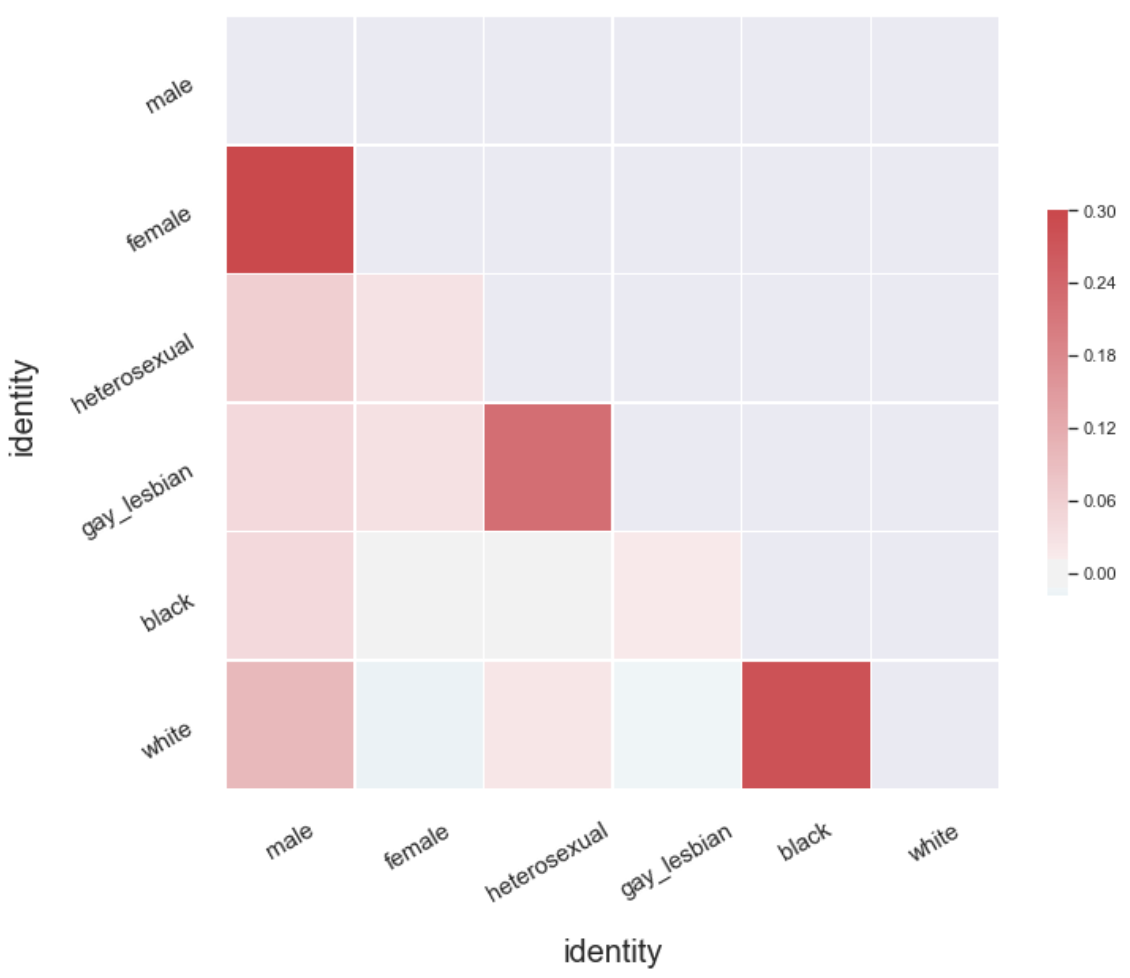 male
female
heterosexual
gay_lesbian
black
white
identity
0.30
0.24
0.18
0.12
0.06
0.00
male
female
heterosexual
gay_lesbian
black
white
identity